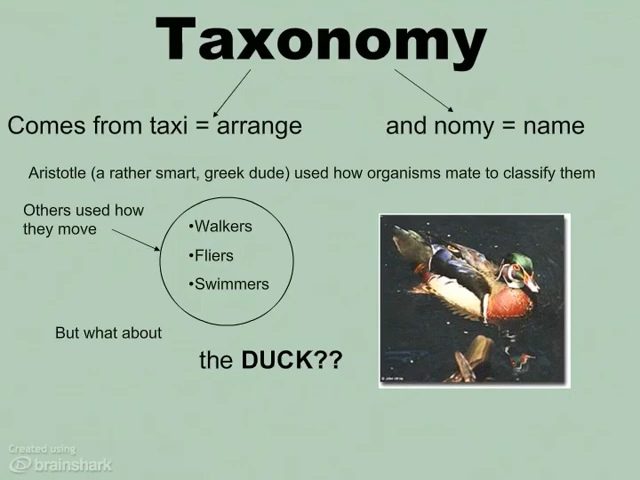 Taxonomy
Comes from taxi = arrange
and nomy = name
Aristotle (a rather smart, greek dude) used how organisms mate to classify them
Others used how
they move
•Walkers
•Fliers
•Swimmers
But what about
the DUCK??
Created using
brainshark